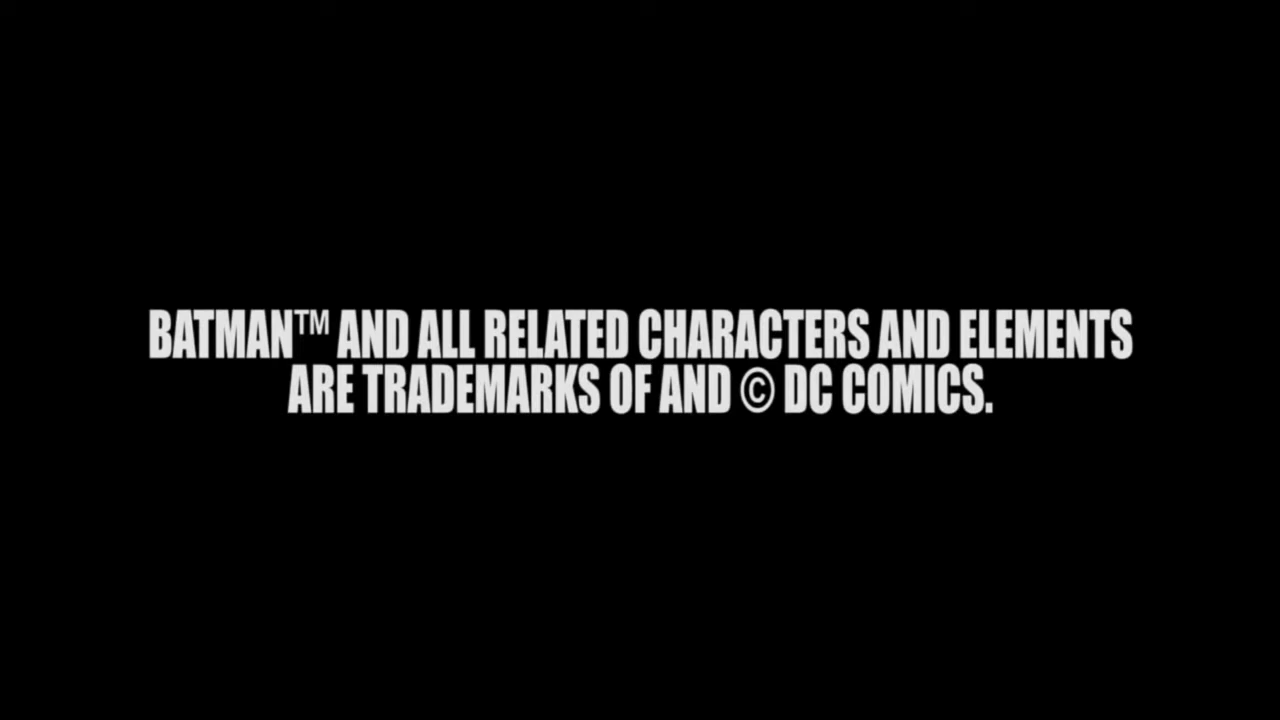 BATMAN™ AND ALL RELATED CHARACTERS AND ELEMENTS
ARE TRADEMARKS OF AND © DC COMICS.